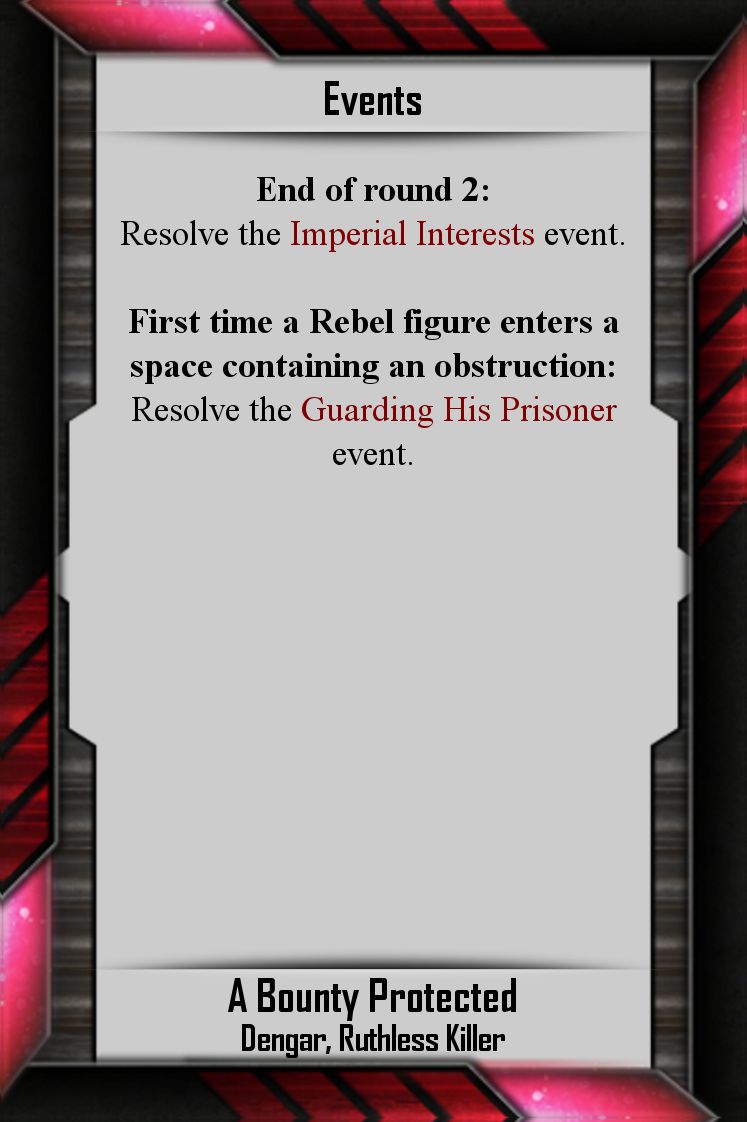 Events
End of round 2:
Resolve the Imperial Interests event.
First time a Rebel figure enters a
space containing an obstruction:
Resolve the Guarding His Prisoner
event.
A Bounty Protected
Dengar, Ruthless Killer